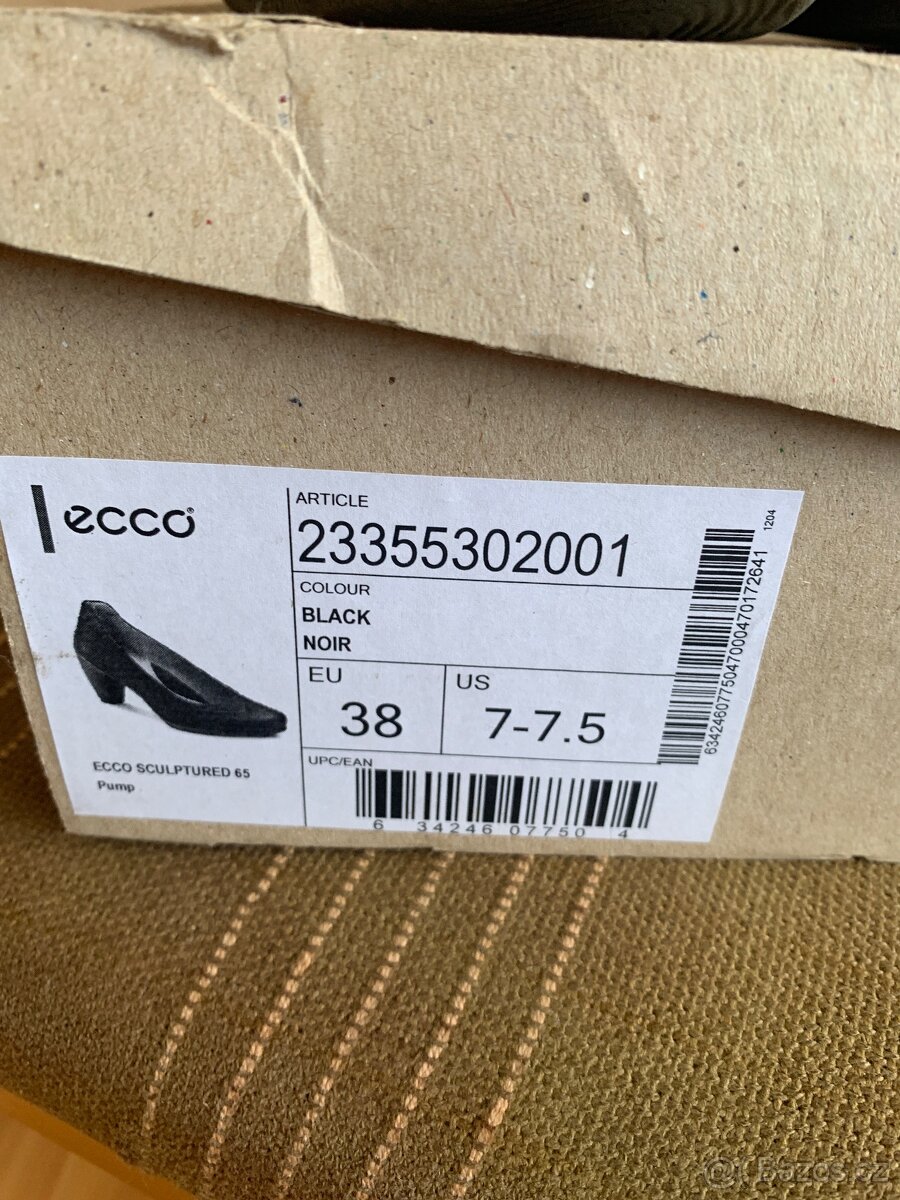 ecco
ECCO SCULPTURED 65
Pump
ARTICLE
23355302001
COLOUR
BLACK
NOIR
EU
38
US
7-7.5
UPC/EAN
6 34246 07750 4
6342460775047000470172641
1204
Bazos.cz